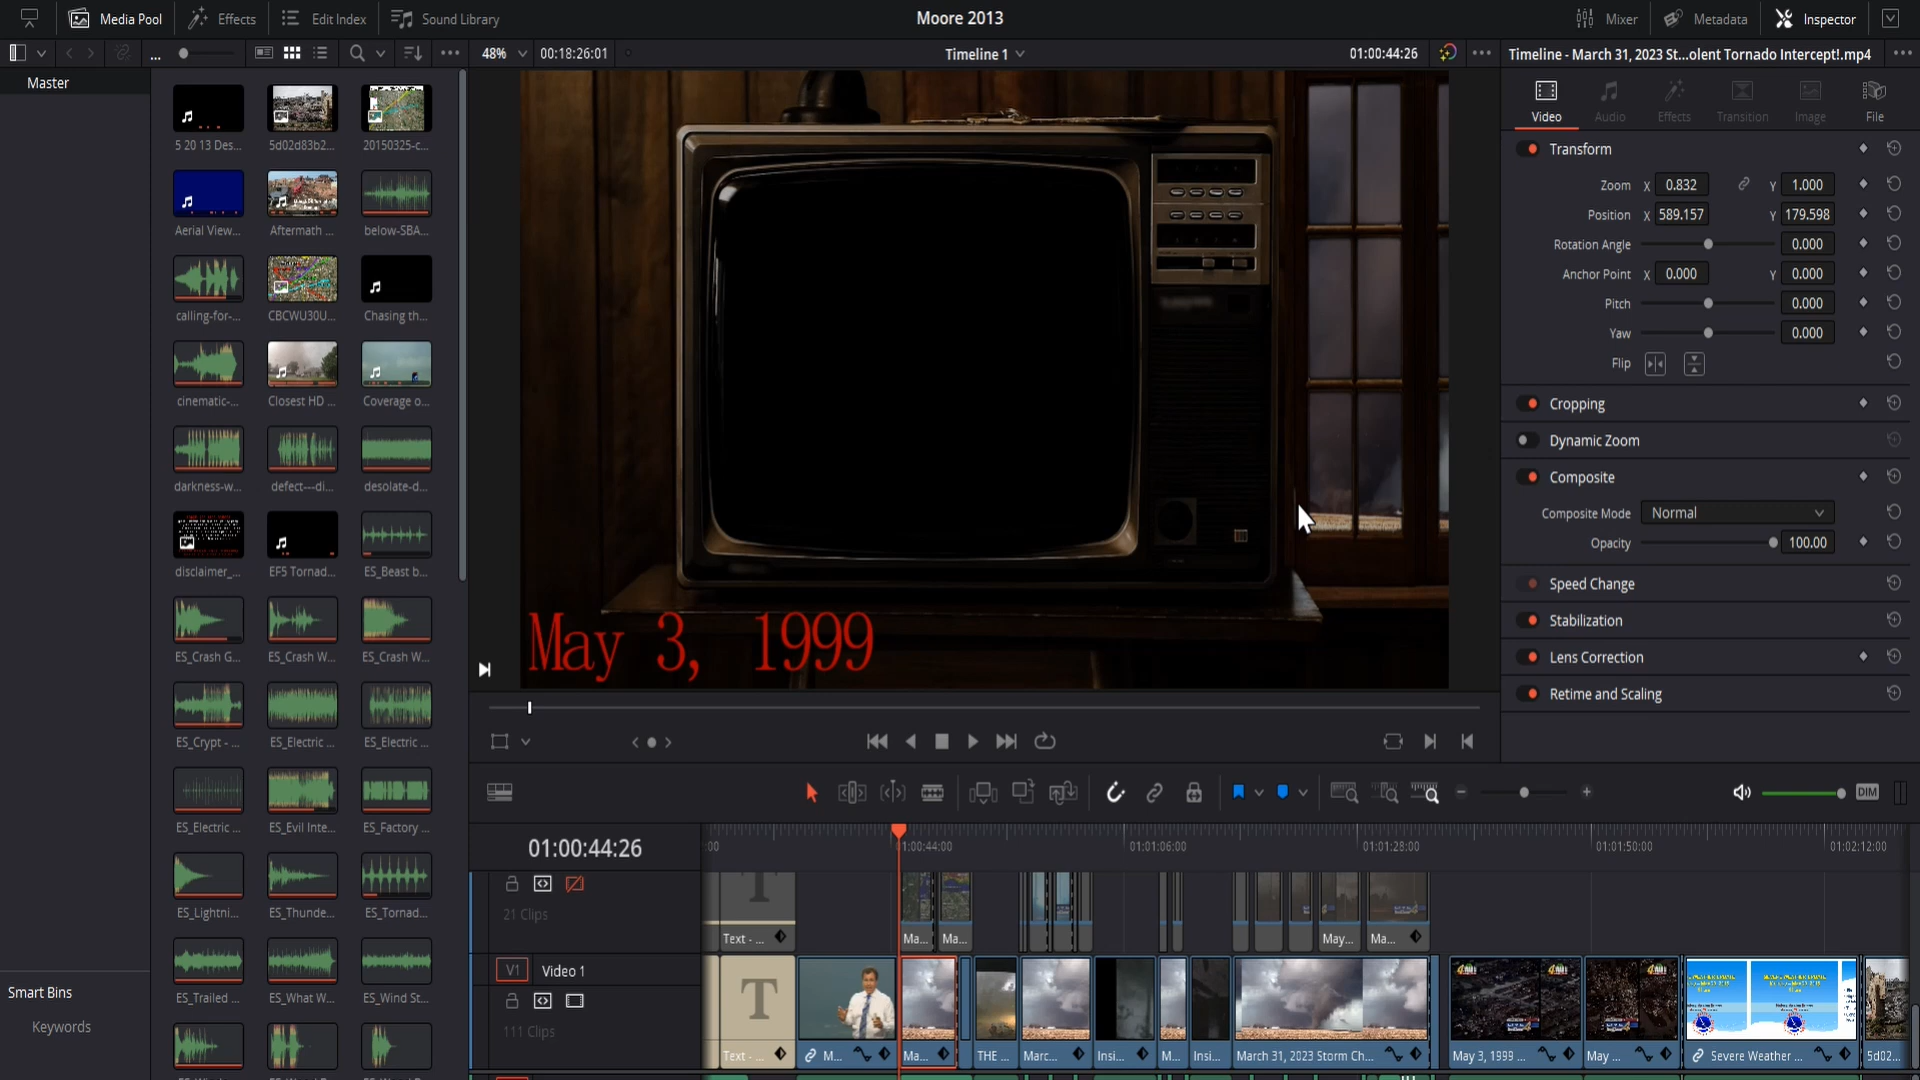 Media Pool
Effects
Edit Index
Sound Library
Moore 2013
Mixer
Metadata
Inspector
...
48%
00:18:26:01
Timeline 1
01:00:44:26
Timeline - March 31, 2023 St...olent Tornado Intercept!.mp4
Master
5 20 13 Des...
5d02d83b2...
20150325-c...
Aerial View...
Aftermath ...
below-SBA...
calling-for-...
CBCWU30U...
Chasing th...
cinematic-...
Closest HD ...
Coverage o...
darkness-w...
defect---di...
desolate-d...
disclaimer_...
EF5 Tornad...
ES_Beast b...
ES_Crash G...
ES_Crash W...
ES_Crash W...
ES_Crypt - ...
ES_Electric ...
ES_Electric ...
ES_Electric ...
ES_Evil Inte...
ES_Factory ...
ES_Lightni...
ES_Thunde...
ES_Tornad...
ES_Trailed ...
ES_What W...
ES_Wind St...
Smart Bins
Keywords
May 3, 1999
Video
Audio
Effects
Transition
Image
File
Transform
Zoom X 0.832 Y 1.000
Position X 589.157 Y 179.598
Rotation Angle 0.000
Anchor Point X 0.000 Y 0.000
Pitch 0.000
Yaw 0.000
Flip
Cropping
Dynamic Zoom
Composite
Composite Mode Normal
Opacity 100.00
Speed Change
Stabilization
Lens Correction
Retime and Scaling
DIM
01:00:44:26
:00
01:00:44:00
01:01:06:00
01:01:28:00
01:01:50:00
01:02:12:00
21 Clips
T
Text - ...
Ma...
Ma...
May...
Ma...
V1
Video 1
111 Clips
T
Text - ...
M...
Ma...
THE ...
Marc...
Insi...
M...
Insi...
March 31, 2023 Storm Ch...
May 3, 1999 ...
May ...
Severe Weather ...
5d02...